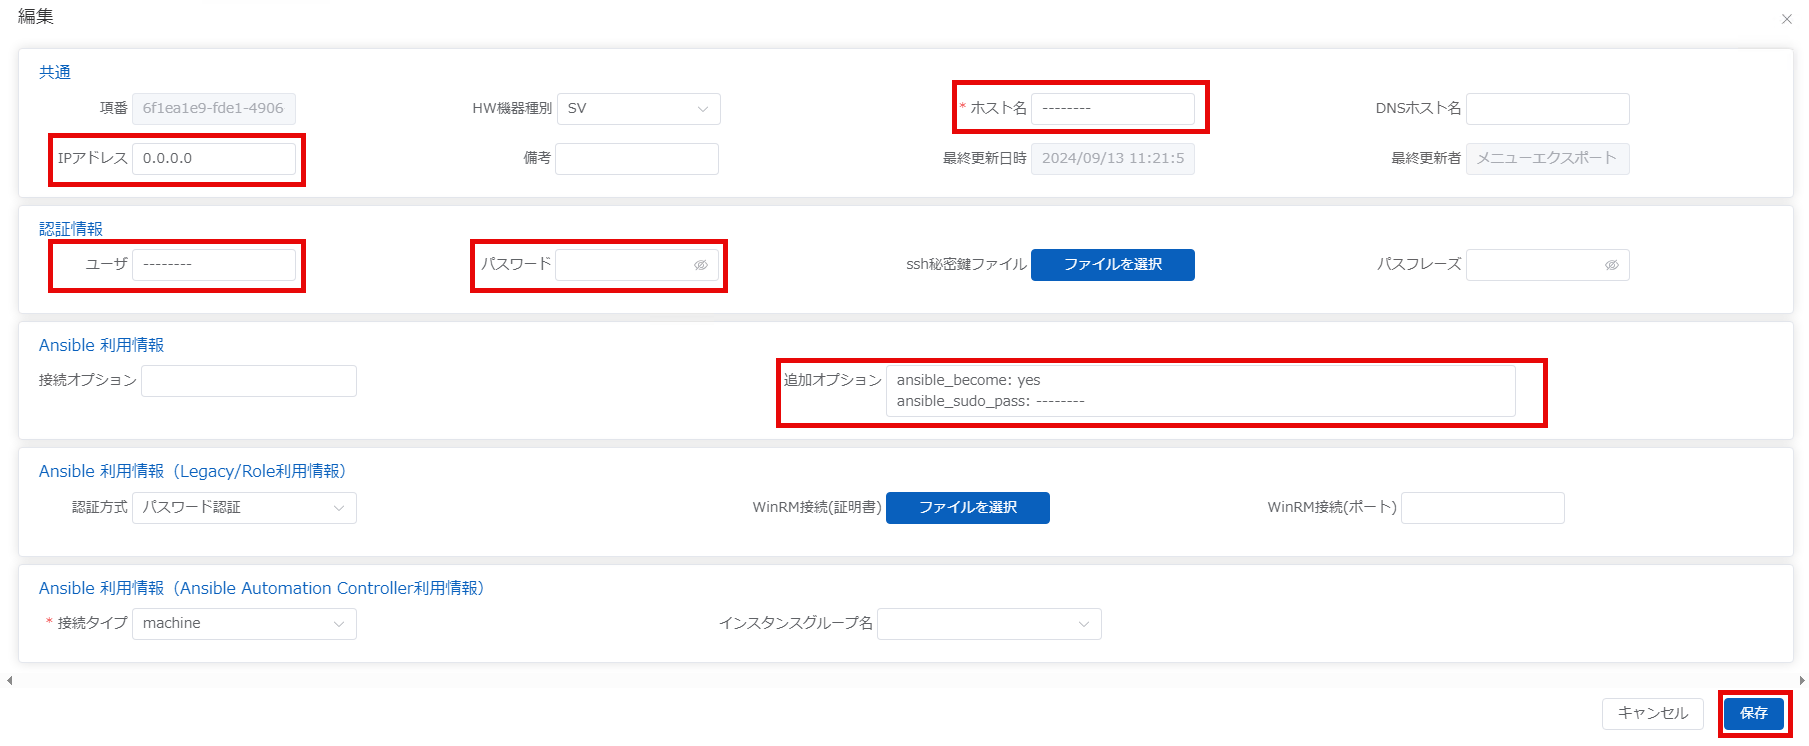 編集
共通
項番 6f1ea1e9-fde1-4906 HW機器種別 SV * ホスト名 -------- DNSホスト名
IPアドレス 0.0.0.0 備考 最終更新日時 2024/09/13 11:21:5 最終更新者 メニューエクスポート
認証情報
ユーザ -------- パスワード ssh秘密鍵ファイル ファイルを選択 パスフレーズ
Ansible 利用情報
接続オプション 追加オプション ansible_become: yes
ansible_sudo_pass: --------
Ansible 利用情報（Legacy/Role利用情報）
認証方式 パスワード認証 WinRM接続(証明書) ファイルを選択 WinRM接続(ポート)
Ansible 利用情報（Ansible Automation Controller利用情報）
* 接続タイプ machine インスタンスグループ名
キャンセル 保存